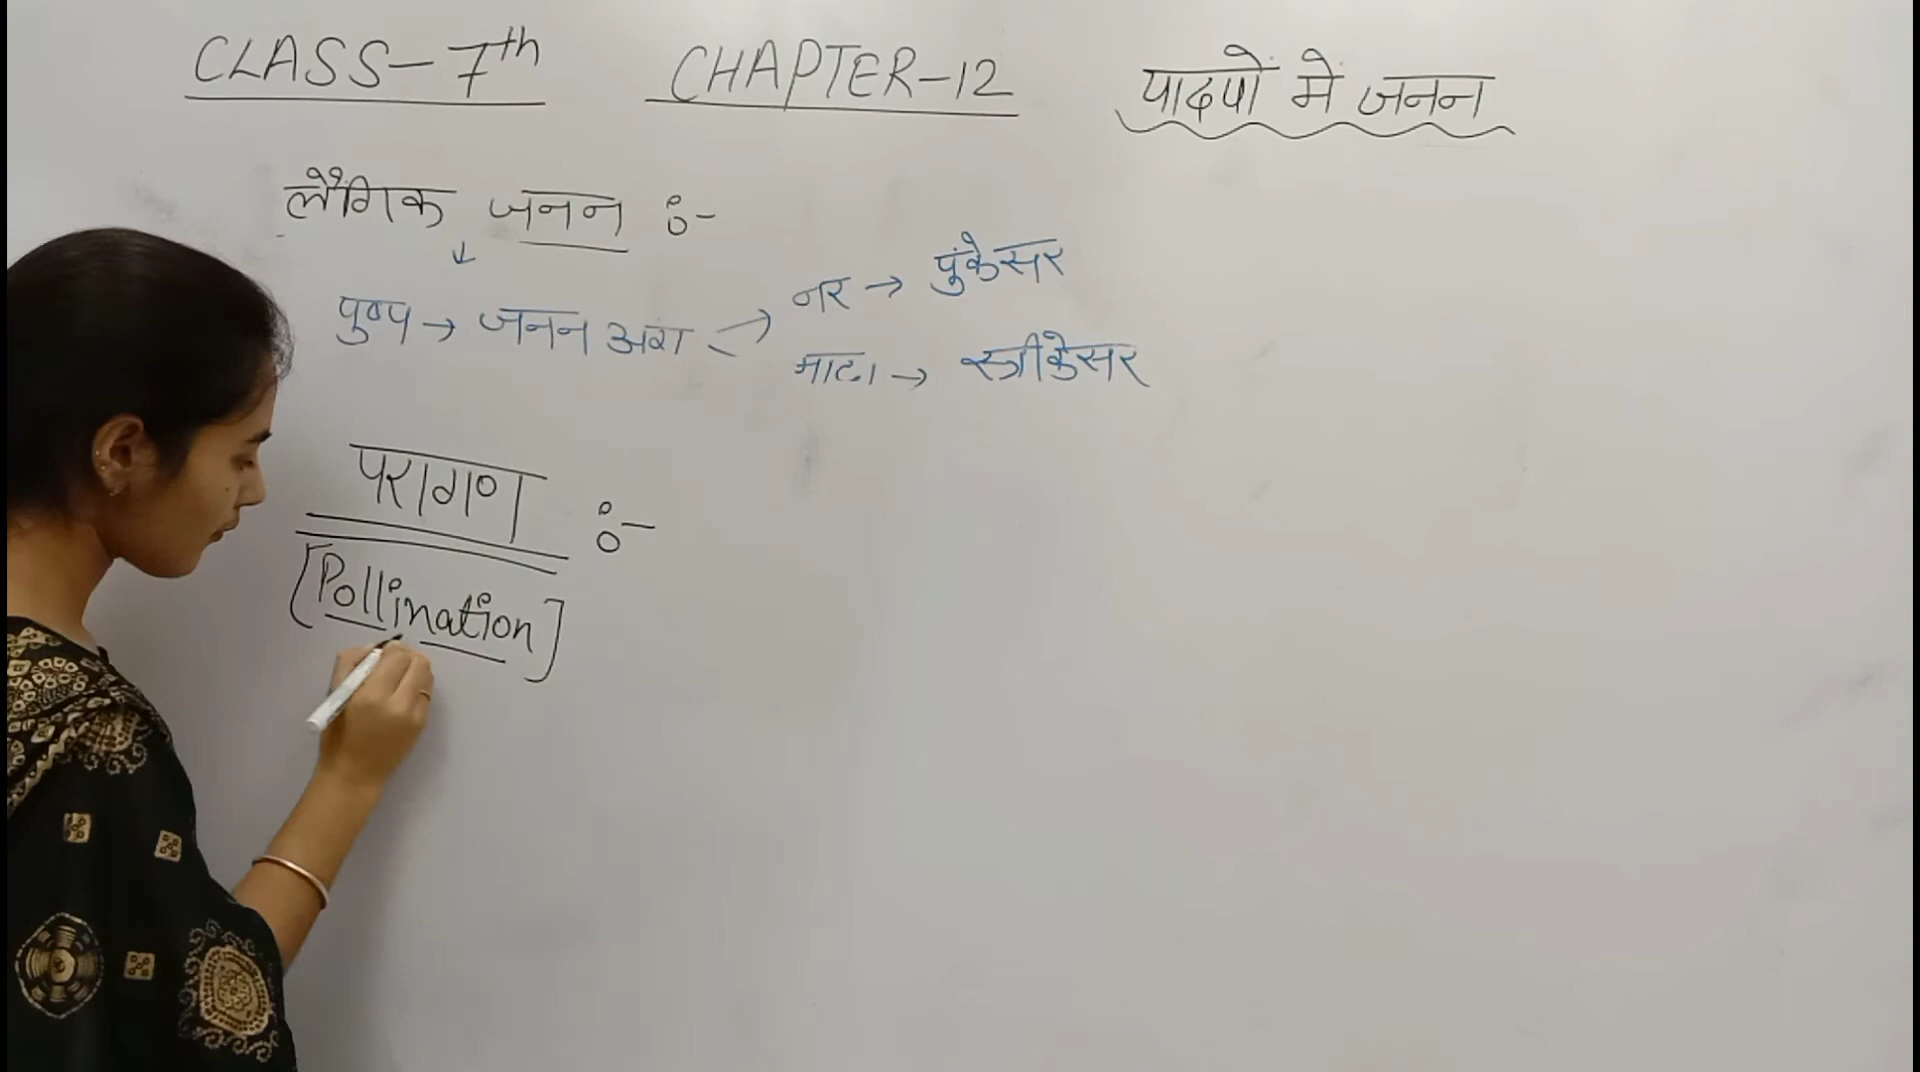 CLASS-7th CHAPTER-12 पादपों में जनन
लैंगिक जनन :-
↓
पुष्प → जनन अंग → नर → पुंकेसर
मादा → स्त्रीकेसर
परागण :-
[Pollination]